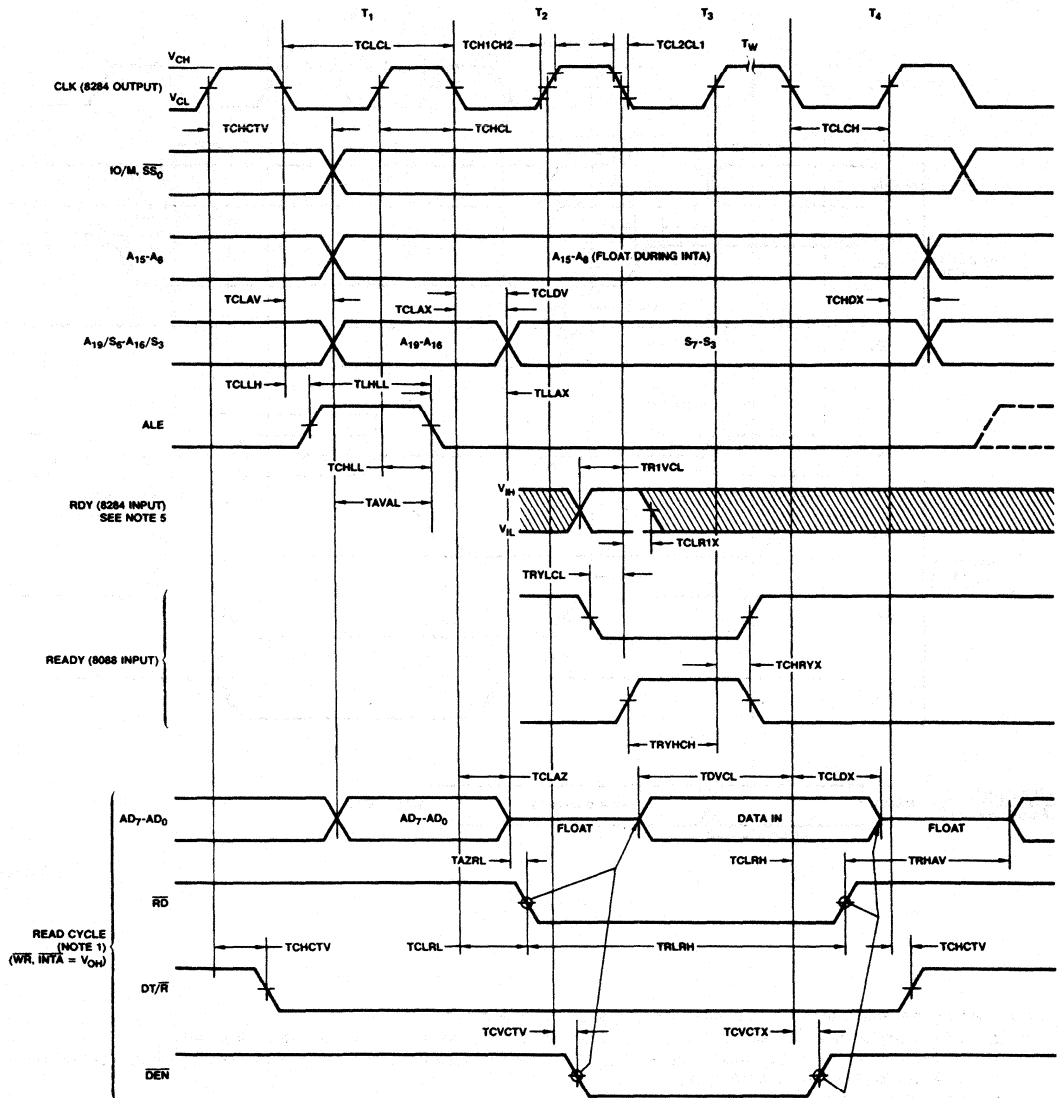 T1 T2 T3 T4
TCLCL TCH1CH2 TCL2CL1 TW
VCH
CLK (8284 OUTPUT)
VCL
TCHCTV TCHCL TCLCH
IO/M, SS0
A15-A8 A15-A8 (FLOAT DURING INTA)
TCLAV TCLDV TCHDX
TCLAX
A19/S6-A16/S3 A19-A16 S7-S3
TCLLH TLHLL TLLAX
ALE
TCHLL TR1VCL
VIH
RDY (8284 INPUT) TAVAL
SEE NOTE 5
VIL
TCLR1X
TRYLCL
READY (8088 INPUT)
TCHRYX
TRYHCH
TCLAZ TDVCL TCLDX
AD7-AD0 AD7-AD0 FLOAT DATA IN FLOAT
TAZRL TCLRH TRHAV
RD
READ CYCLE
(NOTE 1)
(WR, INTA = VOH)
TCHCTV TCLRL TRLRH TCHCTV
DT/R
TCVCTV TCVCTX
DEN